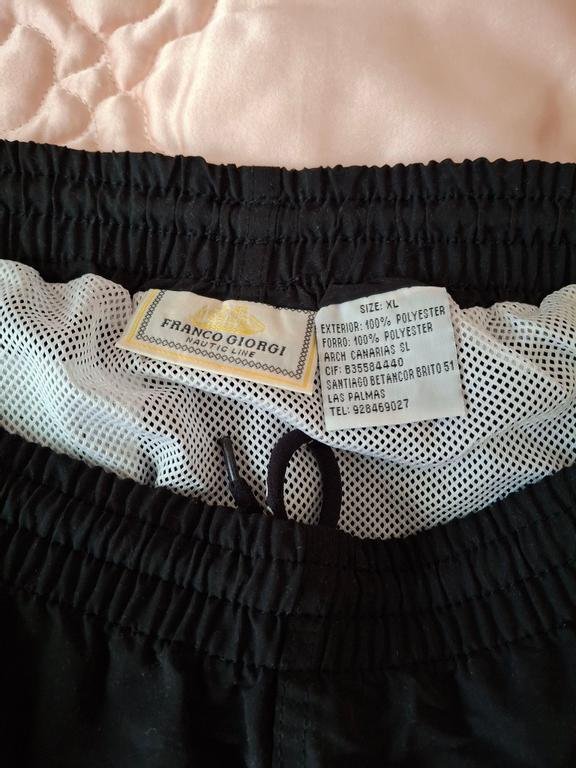 FRANCO GIORGI
NAUTIC LINE
SIZE: XL
EXTERIOR: 100% POLYESTER
FORRO: 100% POLYESTER
ARCH CANARIAS SL
CIF: B35584440
SANTIAGO BETANCOR BRITO 51
LAS PALMAS
TEL: 928469027